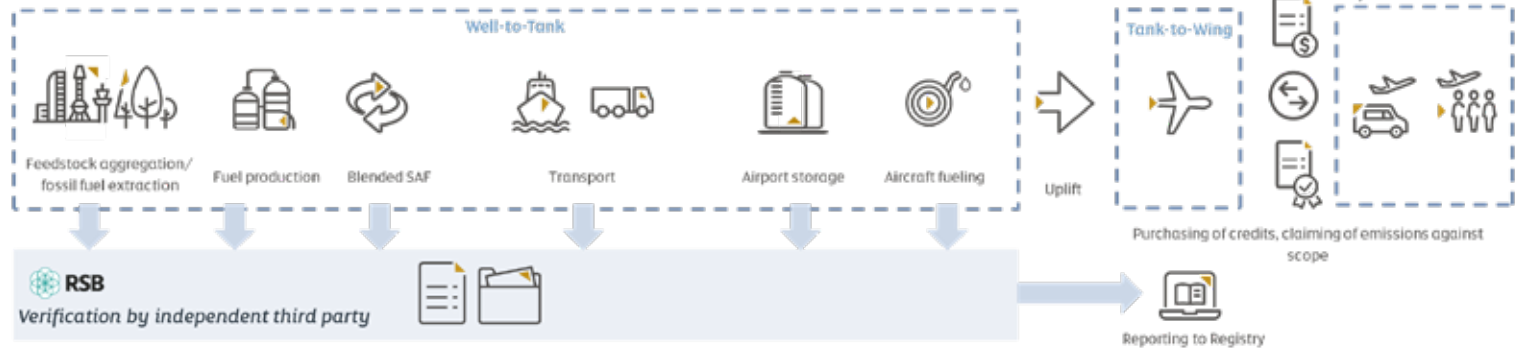 Well-to-Tank
Tank-to-Wing
$
Feedstock aggregation/
fossil fuel extraction
Fuel production
Blended SAF
Transport
Airport storage
Aircraft fueling
Uplift
Purchasing of credits, claiming of emissions against
scope
RSB
Verification by independent third party
Reporting to Registry